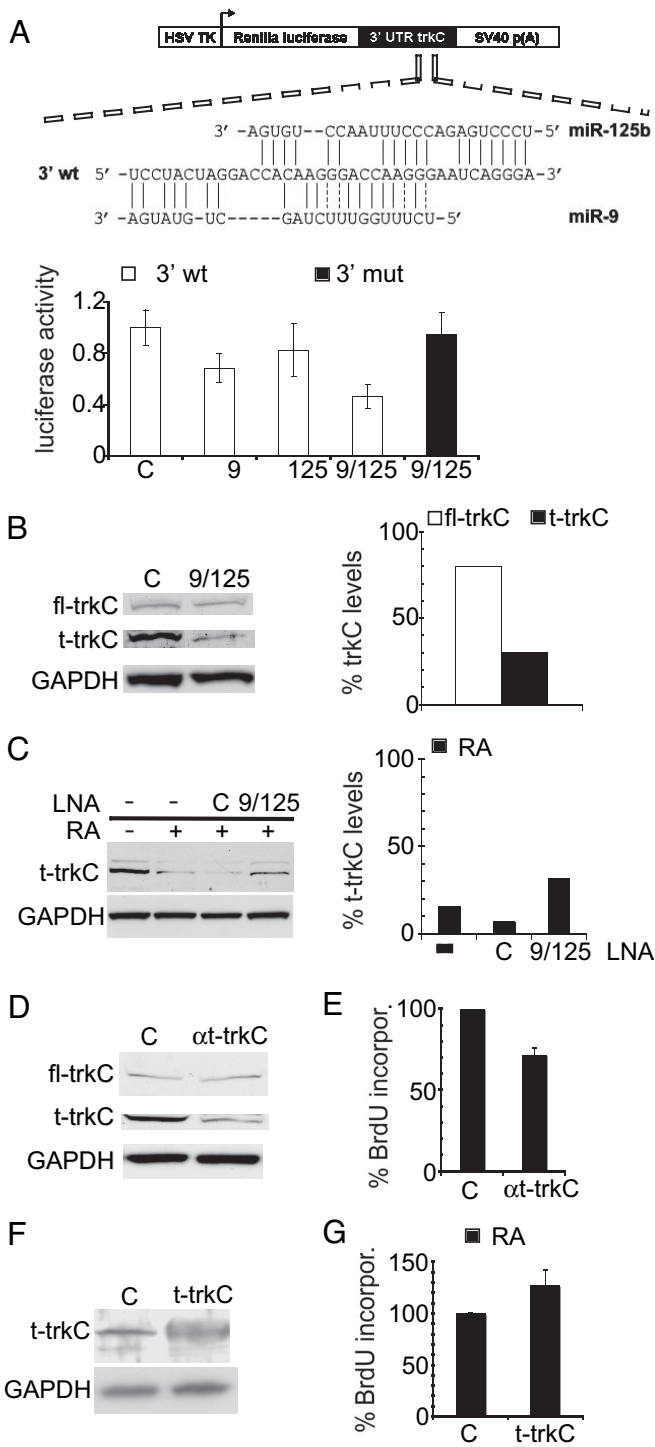 A
HSV TK Renilla luciferase 3' UTR trkC SV40 p(A)
3' -AGUGU--CCAAUUUCCCAGAGUCCCU-5' miR-125b
3' wt 5' -UCCUACUAGGACCACAAGGGACCAAGGGAAUCAGGGA-3'
3' -AGUAUG-UC-----GAUCUUUGGUUUCU-5' miR-9
3' wt 3' mut
luciferase activity
1.2
0.8
0.4
0
C 9 125 9/125 9/125
B
C 9/125
fl-trkC
t-trkC
GAPDH
fl-trkC t-trkC
% trkC levels
100
50
0
C
LNA - - C 9/125
RA - + + +
t-trkC
GAPDH
RA
% t-trkC levels
100
50
0
- C 9/125 LNA
D
C αt-trkC
fl-trkC
t-trkC
GAPDH
E
% BrdU incorpor.
100
50
0
C αt-trkC
F
C t-trkC
t-trkC
GAPDH
G
RA
% BrdU incorpor.
150
100
50
0
C t-trkC